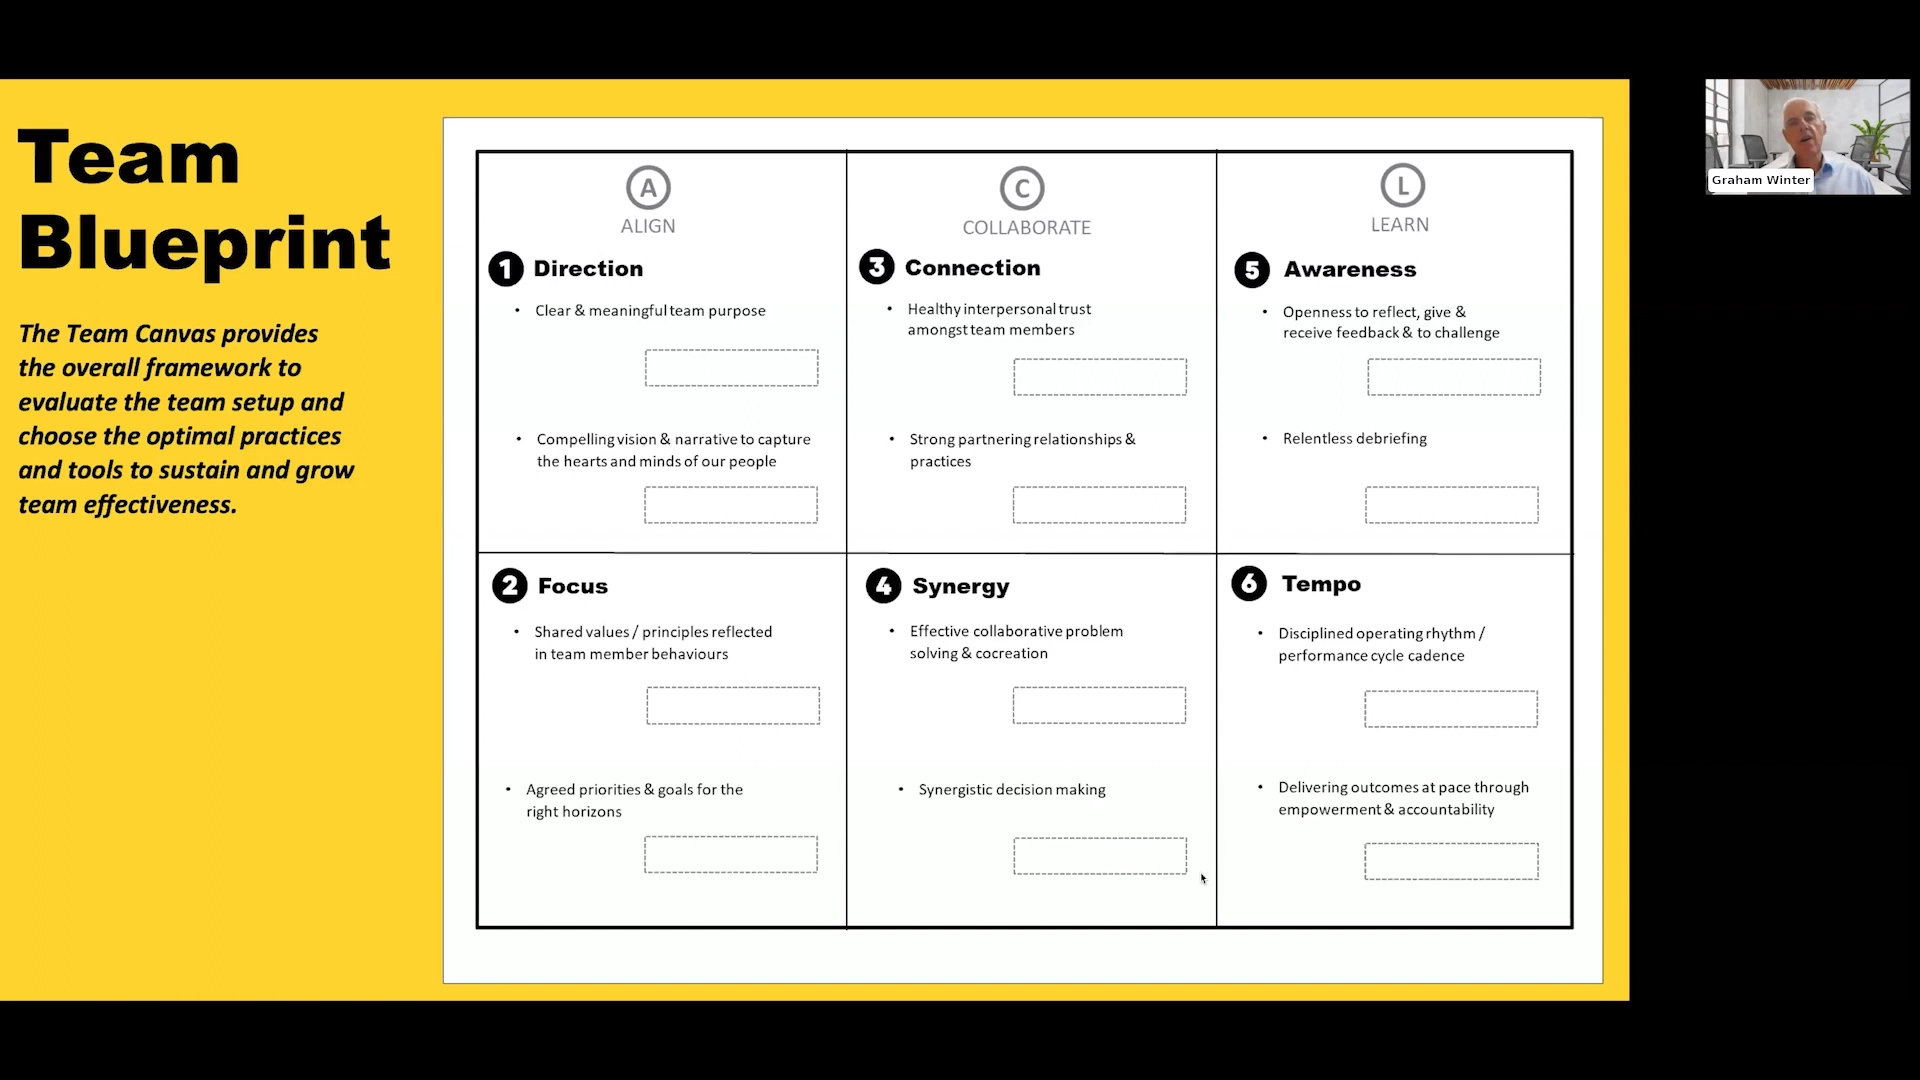 Team
Blueprint
The Team Canvas provides
the overall framework to
evaluate the team setup and
choose the optimal practices
and tools to sustain and grow
team effectiveness.
A
ALIGN
1 Direction
• Clear & meaningful team purpose
• Compelling vision & narrative to capture
the hearts and minds of our people
2 Focus
• Shared values / principles reflected
in team member behaviours
• Agreed priorities & goals for the
right horizons
C
COLLABORATE
3 Connection
• Healthy interpersonal trust
amongst team members
• Strong partnering relationships &
practices
4 Synergy
• Effective collaborative problem
solving & cocreation
• Synergistic decision making
L
LEARN
5 Awareness
• Openness to reflect, give &
receive feedback & to challenge
• Relentless debriefing
6 Tempo
• Disciplined operating rhythm /
performance cycle cadence
• Delivering outcomes at pace through
empowerment & accountability
Graham Winter